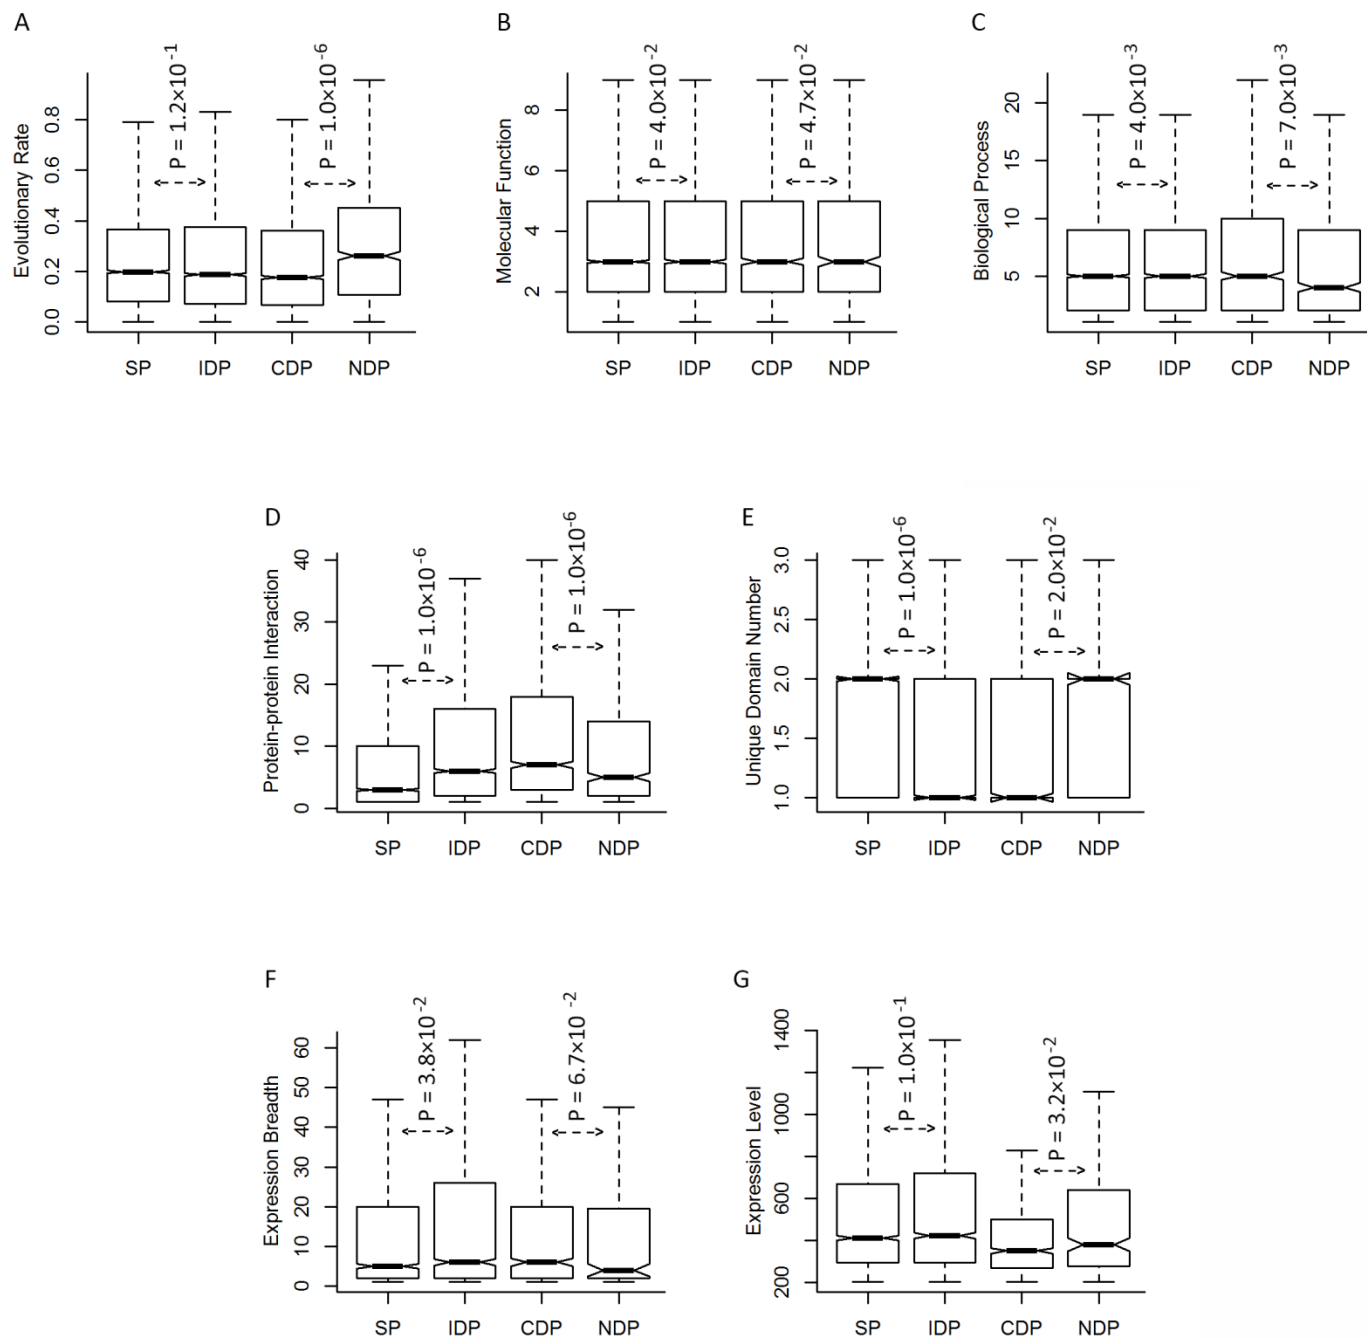 A
P = 1.2×10⁻¹
P = 1.0×10⁻⁶
Evolutionary Rate
0.8
0.6
0.4
0.2
0.0
SP IDP CDP NDP
B
P = 4.0×10⁻²
P = 4.7×10⁻²
Molecular Function
8
6
4
2
SP IDP CDP NDP
C
P = 4.0×10⁻³
P = 7.0×10⁻³
Biological Process
20
15
10
5
SP IDP CDP NDP
D
P = 1.0×10⁻⁶
P = 1.0×10⁻⁶
Protein-protein Interaction
40
30
20
10
0
SP IDP CDP NDP
E
P = 1.0×10⁻⁶
P = 2.0×10⁻²
Unique Domain Number
3.0
2.5
2.0
1.5
1.0
SP IDP CDP NDP
F
P = 3.8×10⁻²
P = 6.7×10⁻²
Expression Breadth
60
50
40
30
20
10
0
SP IDP CDP NDP
G
P = 1.0×10⁻¹
P = 3.2×10⁻²
Expression Level
1400
1000
600
200
SP IDP CDP NDP